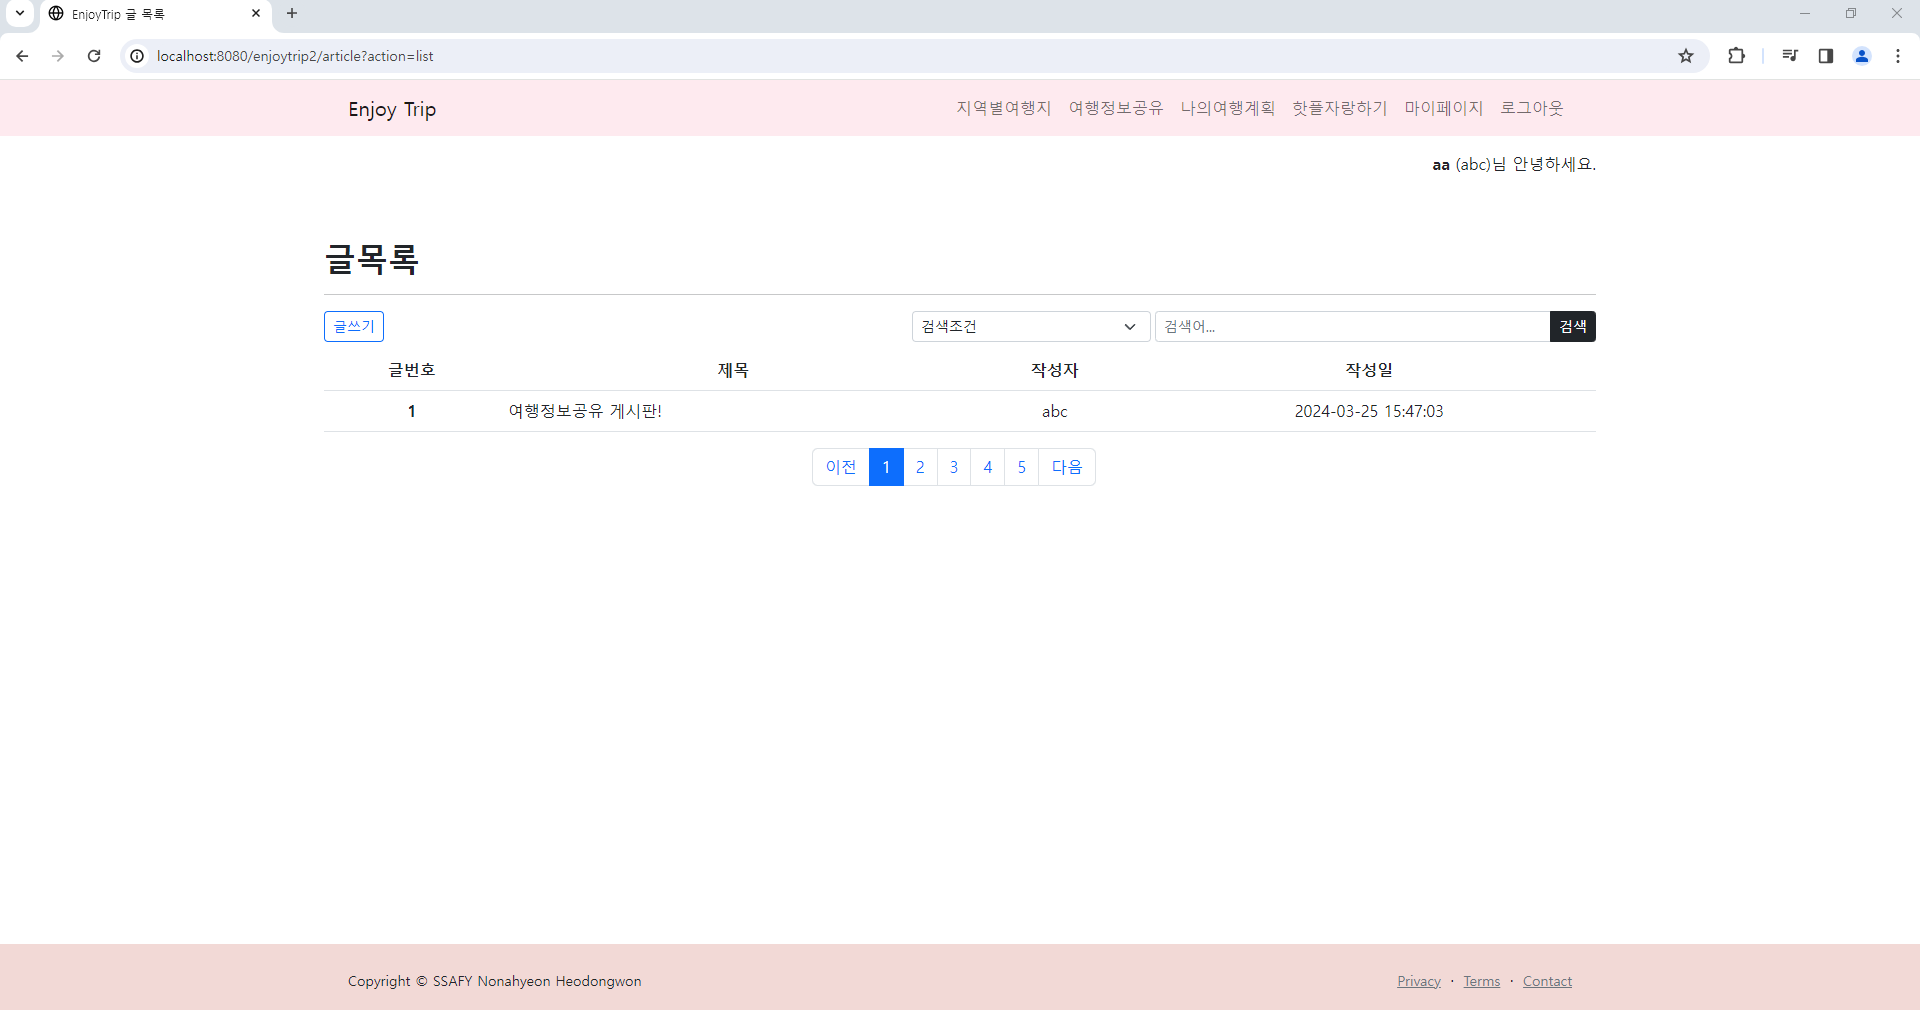 EnjoyTrip 글 목록
localhost:8080/enjoytrip2/article?action=list
Enjoy Trip 지역별여행지 여행정보공유 나의여행계획 핫플자랑하기 마이페이지 로그아웃
aa (abc)님 안녕하세요.
글목록
글쓰기 검색조건 검색어... 검색
글번호 제목 작성자 작성일
1 여행정보공유 게시판! abc 2024-03-25 15:47:03
이전 1 2 3 4 5 다음
Copyright © SSAFY Nonahyeon Heodongwon Privacy · Terms · Contact